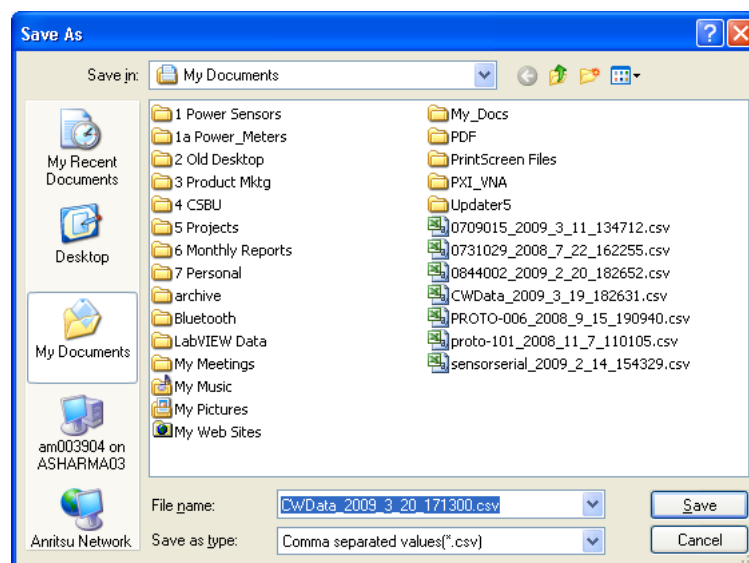 Save As
Save in: My Documents
My Recent
Documents
Desktop
My Documents
am003904 on
ASHARMA03
Anritsu Network
1 Power Sensors
1a Power_Meters
2 Old Desktop
3 Product Mktg
4 CSBU
5 Projects
6 Monthly Reports
7 Personal
archive
Bluetooth
LabVIEW Data
My Meetings
My Music
My Pictures
My Web Sites
My_Docs
PDF
PrintScreen Files
PXI_VNA
Updater5
0709015_2009_3_11_134712.csv
0731029_2008_7_22_162255.csv
0844002_2009_2_20_182652.csv
CWData_2009_3_19_182631.csv
PROTO-006_2008_9_15_190940.csv
proto-101_2008_11_7_110105.csv
sensorserial_2009_2_14_154329.csv
File name: CWData_2009_3_20_171300.csv Save
Save as type: Comma separated values(*.csv) Cancel